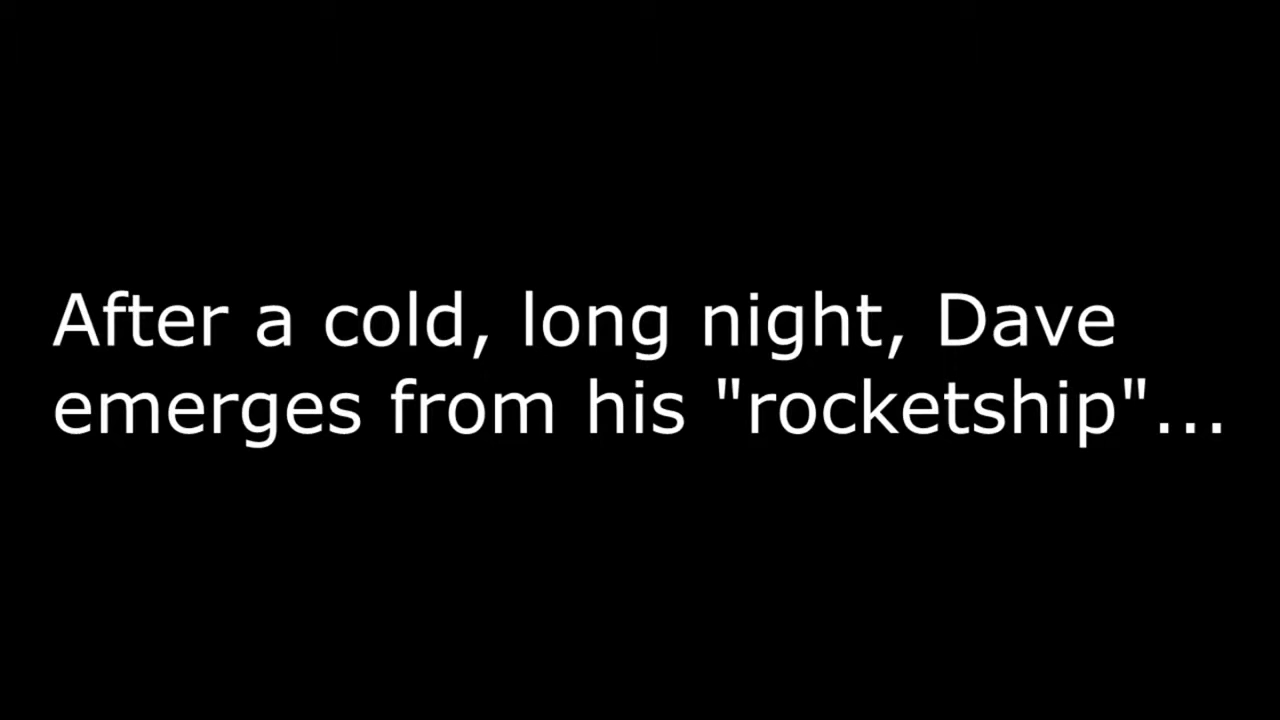 After a cold, long night, Dave
emerges from his "rocketship"...